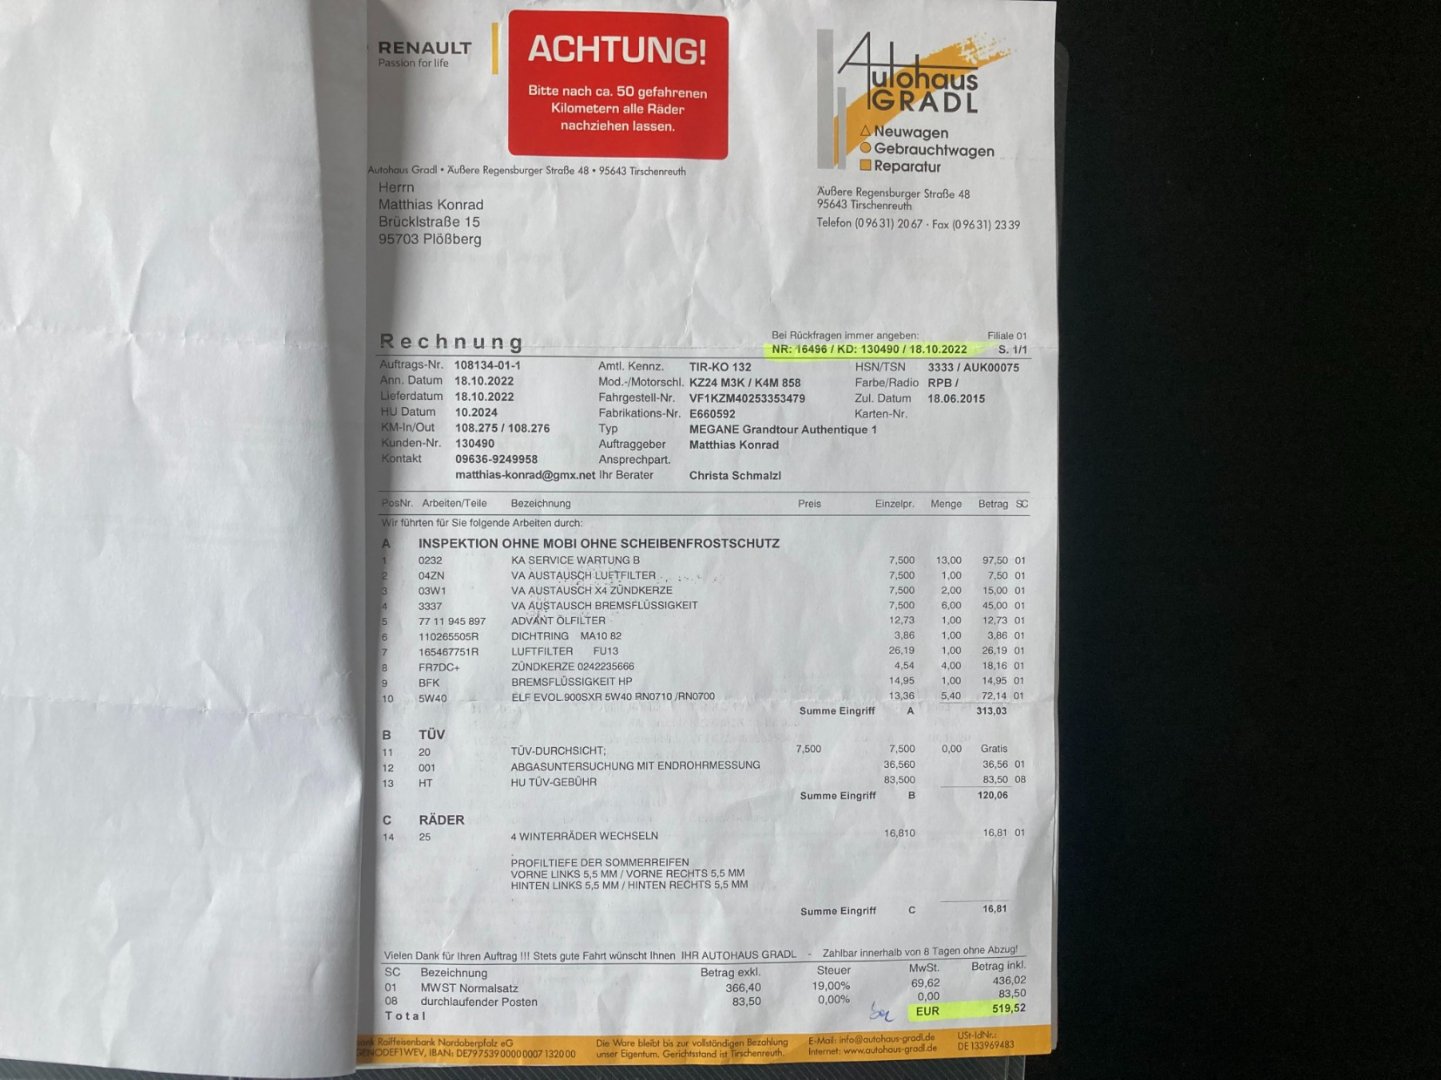 RENAULT
Passion for life
ACHTUNG!
Bitte nach ca. 50 gefahrenen
Kilometern alle Räder
nachziehen lassen.
Autohaus
GRADL
Neuwagen
Gebrauchtwagen
Reparatur
Autohaus Gradl • Äußere Regensburger Straße 48 • 95643 Tirschenreuth
Äußere Regensburger Straße 48
95643 Tirschenreuth
Telefon (0 96 31) 20 67 · Fax (0 96 31) 23 39
Herrn
Matthias Konrad
Brücklstraße 15
95703 Plößberg
Rechnung
Bei Rückfragen immer angeben: Filiale 01
NR: 16496 / KD: 130490 / 18.10.2022 S. 1/1
Auftrags-Nr. 108134-01-1 Amtl. Kennz. TIR-KO 132 HSN/TSN 3333 / AUK00075
Ann. Datum 18.10.2022 Mod.-/Motorschl. KZ24 M3K / K4M 858 Farbe/Radio RPB /
Lieferdatum 18.10.2022 Fahrgestell-Nr. VF1KZM40253353479 Zul. Datum 18.06.2015
HU Datum 10.2024 Fabrikations-Nr. E660592 Karten-Nr.
KM-In/Out 108.275 / 108.276 Typ MEGANE Grandtour Authentique 1
Kunden-Nr. 130490 Auftraggeber Matthias Konrad
Kontakt 09636-9249958 Ansprechpart.
matthias-konrad@gmx.net Ihr Berater Christa Schmalzl
PosNr. Arbeiten/Teile Bezeichnung Preis Einzelpr. Menge Betrag SC
Wir führten für Sie folgende Arbeiten durch:
A INSPEKTION OHNE MOBI OHNE SCHEIBENFROSTSCHUTZ
1 0232 KA SERVICE WARTUNG B 7,500 13,00 97,50 01
2 04ZN VA AUSTAUSCH LUFTFILTER 7,500 1,00 7,50 01
3 03W1 VA AUSTAUSCH X4 ZÜNDKERZE 7,500 2,00 15,00 01
4 3337 VA AUSTAUSCH BREMSFLÜSSIGKEIT 7,500 6,00 45,00 01
5 77 11 945 897 ADVANT ÖLFILTER 12,73 1,00 12,73 01
6 110265505R DICHTRING MA10 82 3,86 1,00 3,86 01
7 165467751R LUFTFILTER FU13 26,19 1,00 26,19 01
8 FR7DC+ ZÜNDKERZE 0242235666 4,54 4,00 18,16 01
9 BFK BREMSFLÜSSIGKEIT HP 14,95 1,00 14,95 01
10 5W40 ELF EVOL.900SXR 5W40 RN0710 /RN0700 13,36 5,40 72,14 01
Summe Eingriff A 313,03
B TÜV
11 20 TÜV-DURCHSICHT; 7,500 7,500 0,00 Gratis
12 001 ABGASUNTERSUCHUNG MIT ENDROHRMESSUNG 36,560 36,56 01
13 HT HU TÜV-GEBÜHR 83,500 83,50 08
Summe Eingriff B 120,06
C RÄDER
14 25 4 WINTERRÄDER WECHSELN 16,810 16,81 01
PROFILTIEFE DER SOMMERREIFEN
VORNE LINKS 5,5 MM / VORNE RECHTS 5,5 MM
HINTEN LINKS 5,5 MM / HINTEN RECHTS 5,5 MM
Summe Eingriff C 16,81
Vielen Dank für Ihren Auftrag !!! Stets gute Fahrt wünscht Ihnen IHR AUTOHAUS GRADL - Zahlbar innerhalb von 8 Tagen ohne Abzug!
SC Bezeichnung Betrag exkl. Steuer MwSt. Betrag inkl.
01 MWST Normalsatz 366,40 19,00% 69,62 436,02
08 durchlaufender Posten 83,50 0,00% 0,00 83,50
Total EUR 519,52
Raiffeisenbank Nordoberpfalz eG Die Ware bleibt bis zur vollständigen Bezahlung E-Mail: info@autohaus-gradl.de USt-IdNr.:
GENODEF1WEV, IBAN: DE79753900000007132000 unser Eigentum. Gerichtsstand ist Tirschenreuth. Internet: www.autohaus-gradl.de DE 133969483